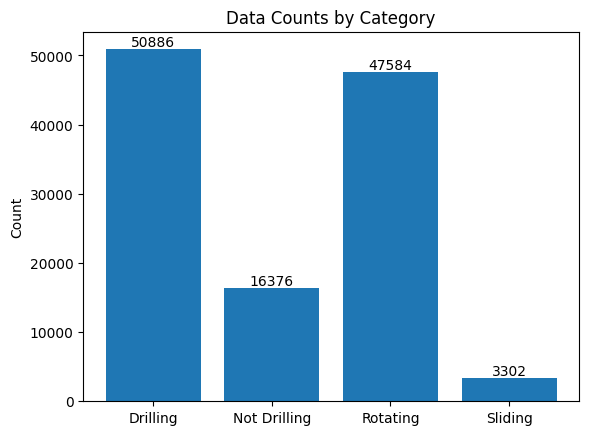 Data Counts by Category
Count
50000
40000
30000
20000
10000
0
50886
16376
47584
3302
Drilling
Not Drilling
Rotating
Sliding